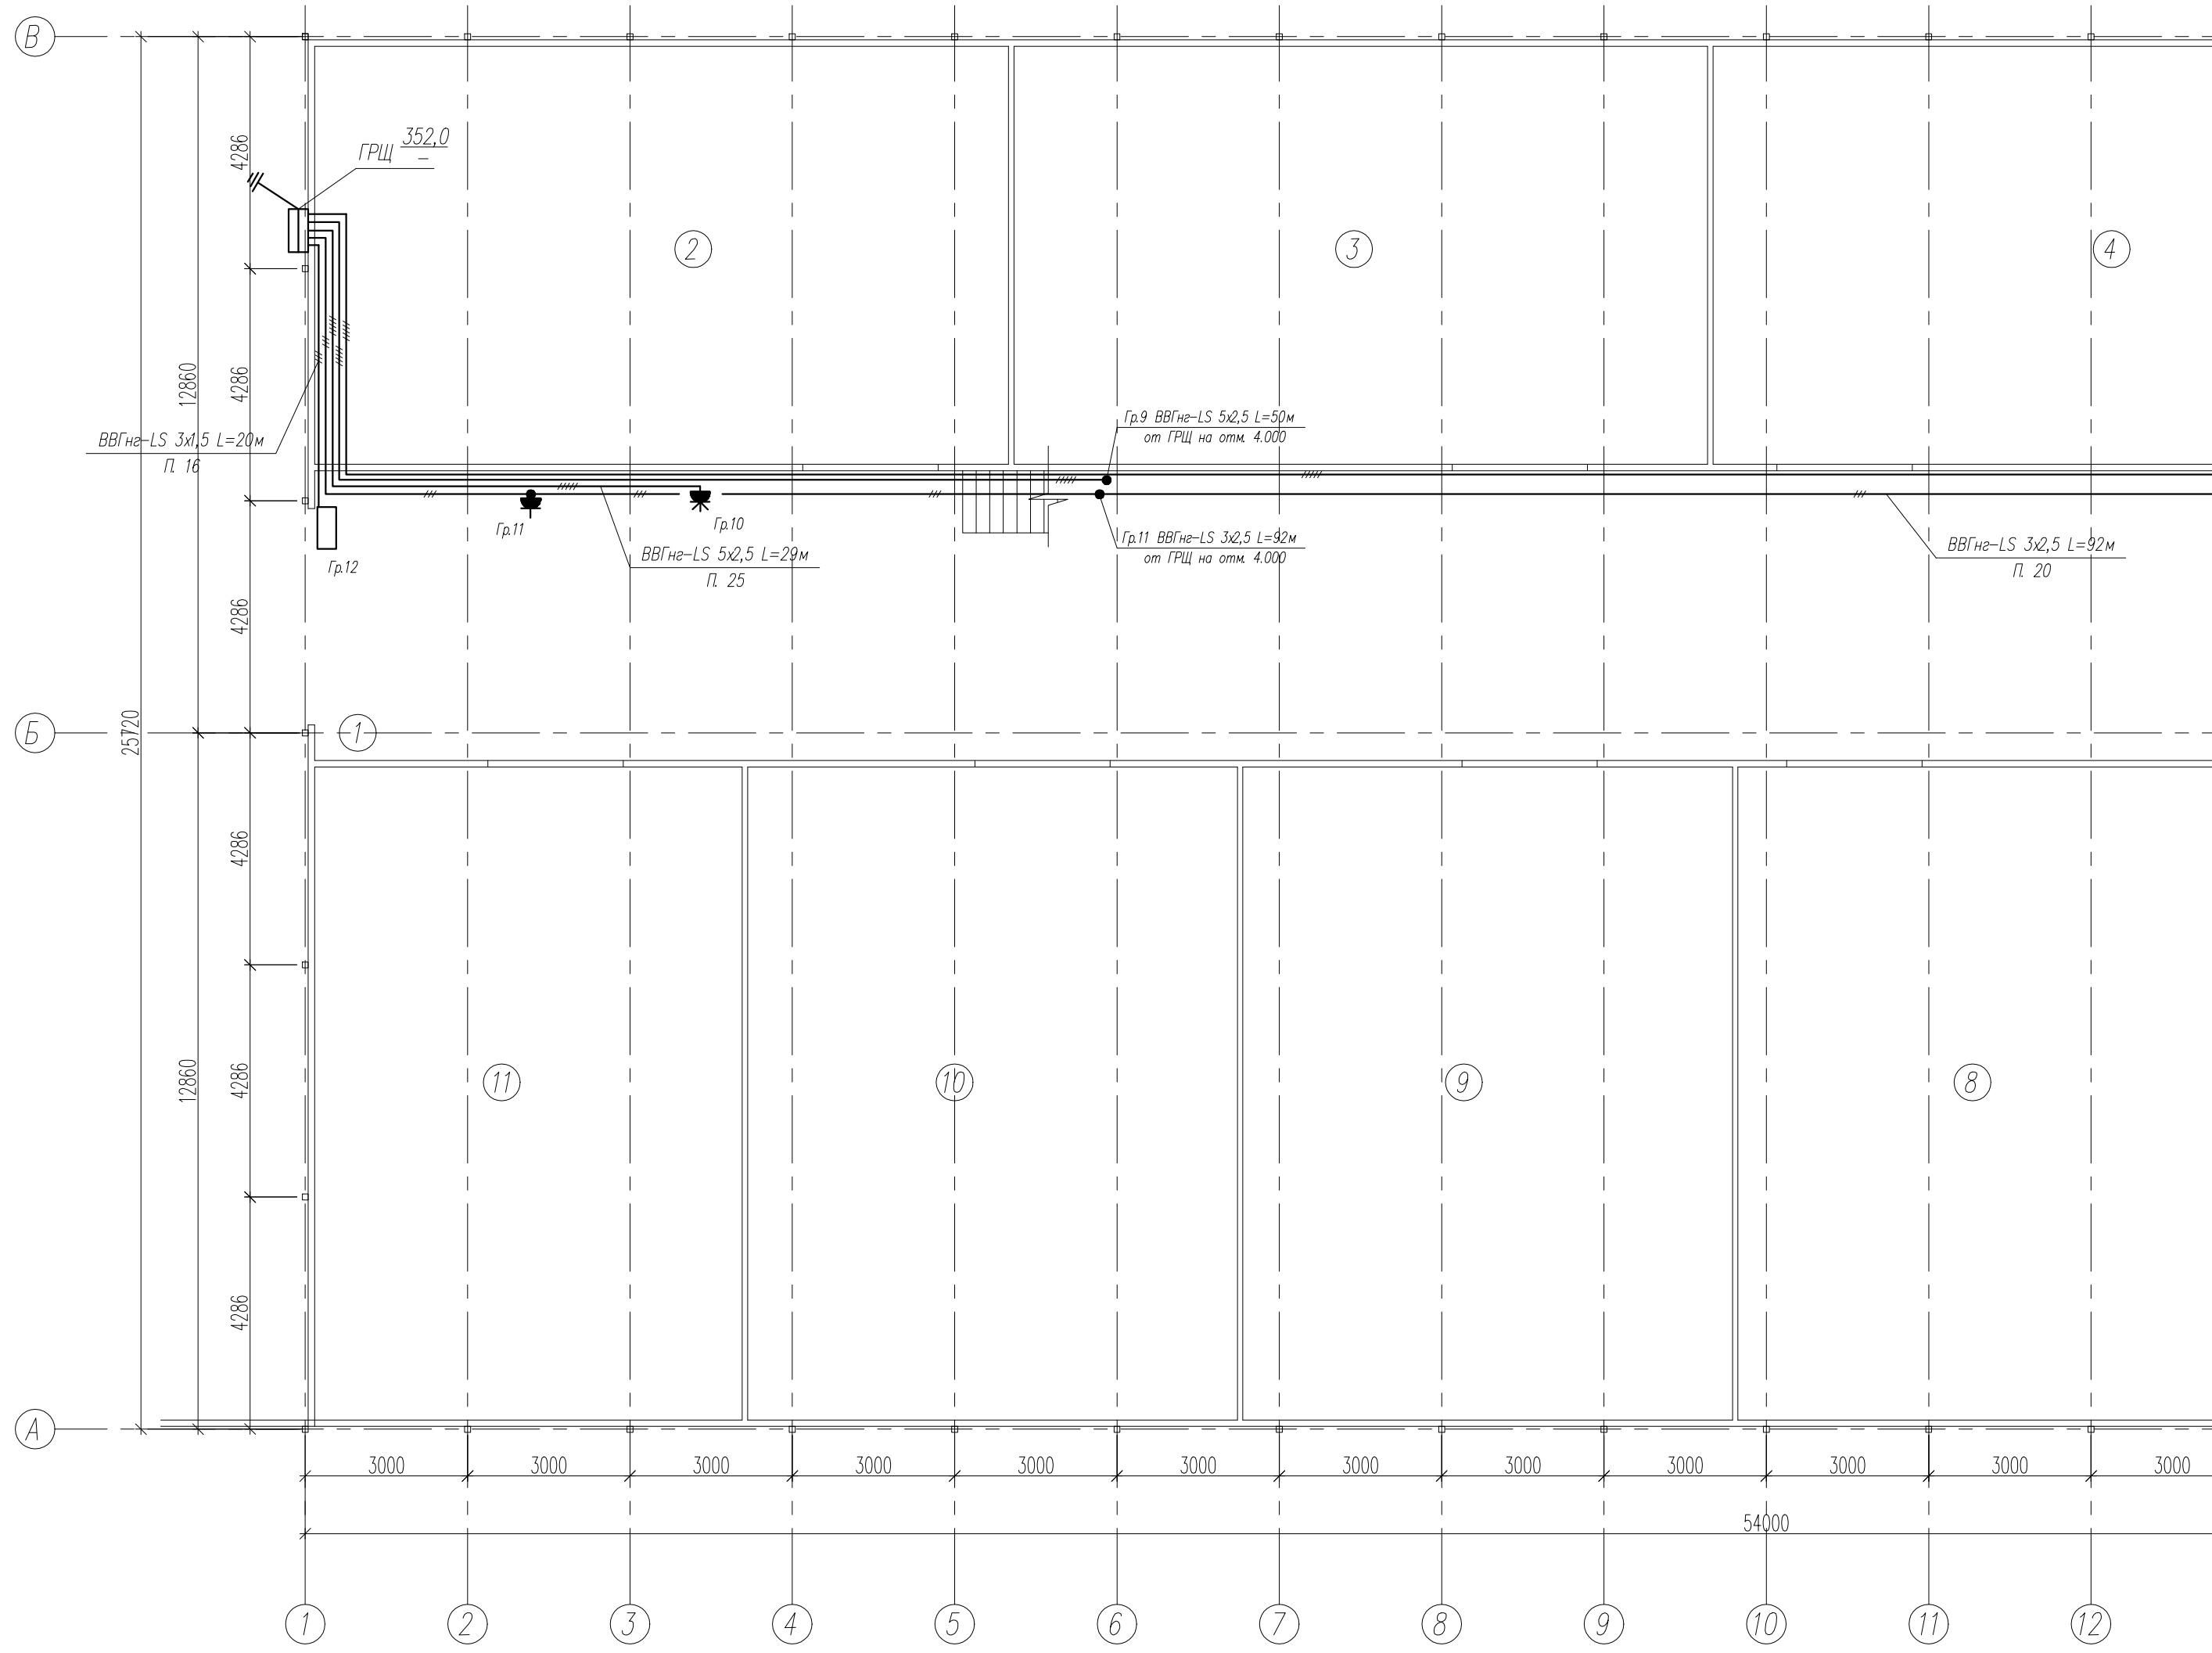 В
4286
352,0
ГРЩ —
2
3
4
12860
4286
Гр.9 ВВГнг-LS 5х2,5 L=50м
от ГРЩ на отм. 4.000
ВВГнг-LS 3х1,5 L=20м
П. 16
Гр.11
Гр.10
Гр.11 ВВГнг-LS 3х2,5 L=92м
от ГРЩ на отм. 4.000
ВВГнг-LS 3х2,5 L=92м
П. 20
ВВГнг-LS 5х2,5 L=29м
П. 25
Гр.12
4286
25720
Б
1
4286
12860
4286
11
10
9
8
4286
А
3000 3000 3000 3000 3000 3000 3000 3000 3000 3000 3000 3000
54000
1 2 3 4 5 6 7 8 9 10 11 12